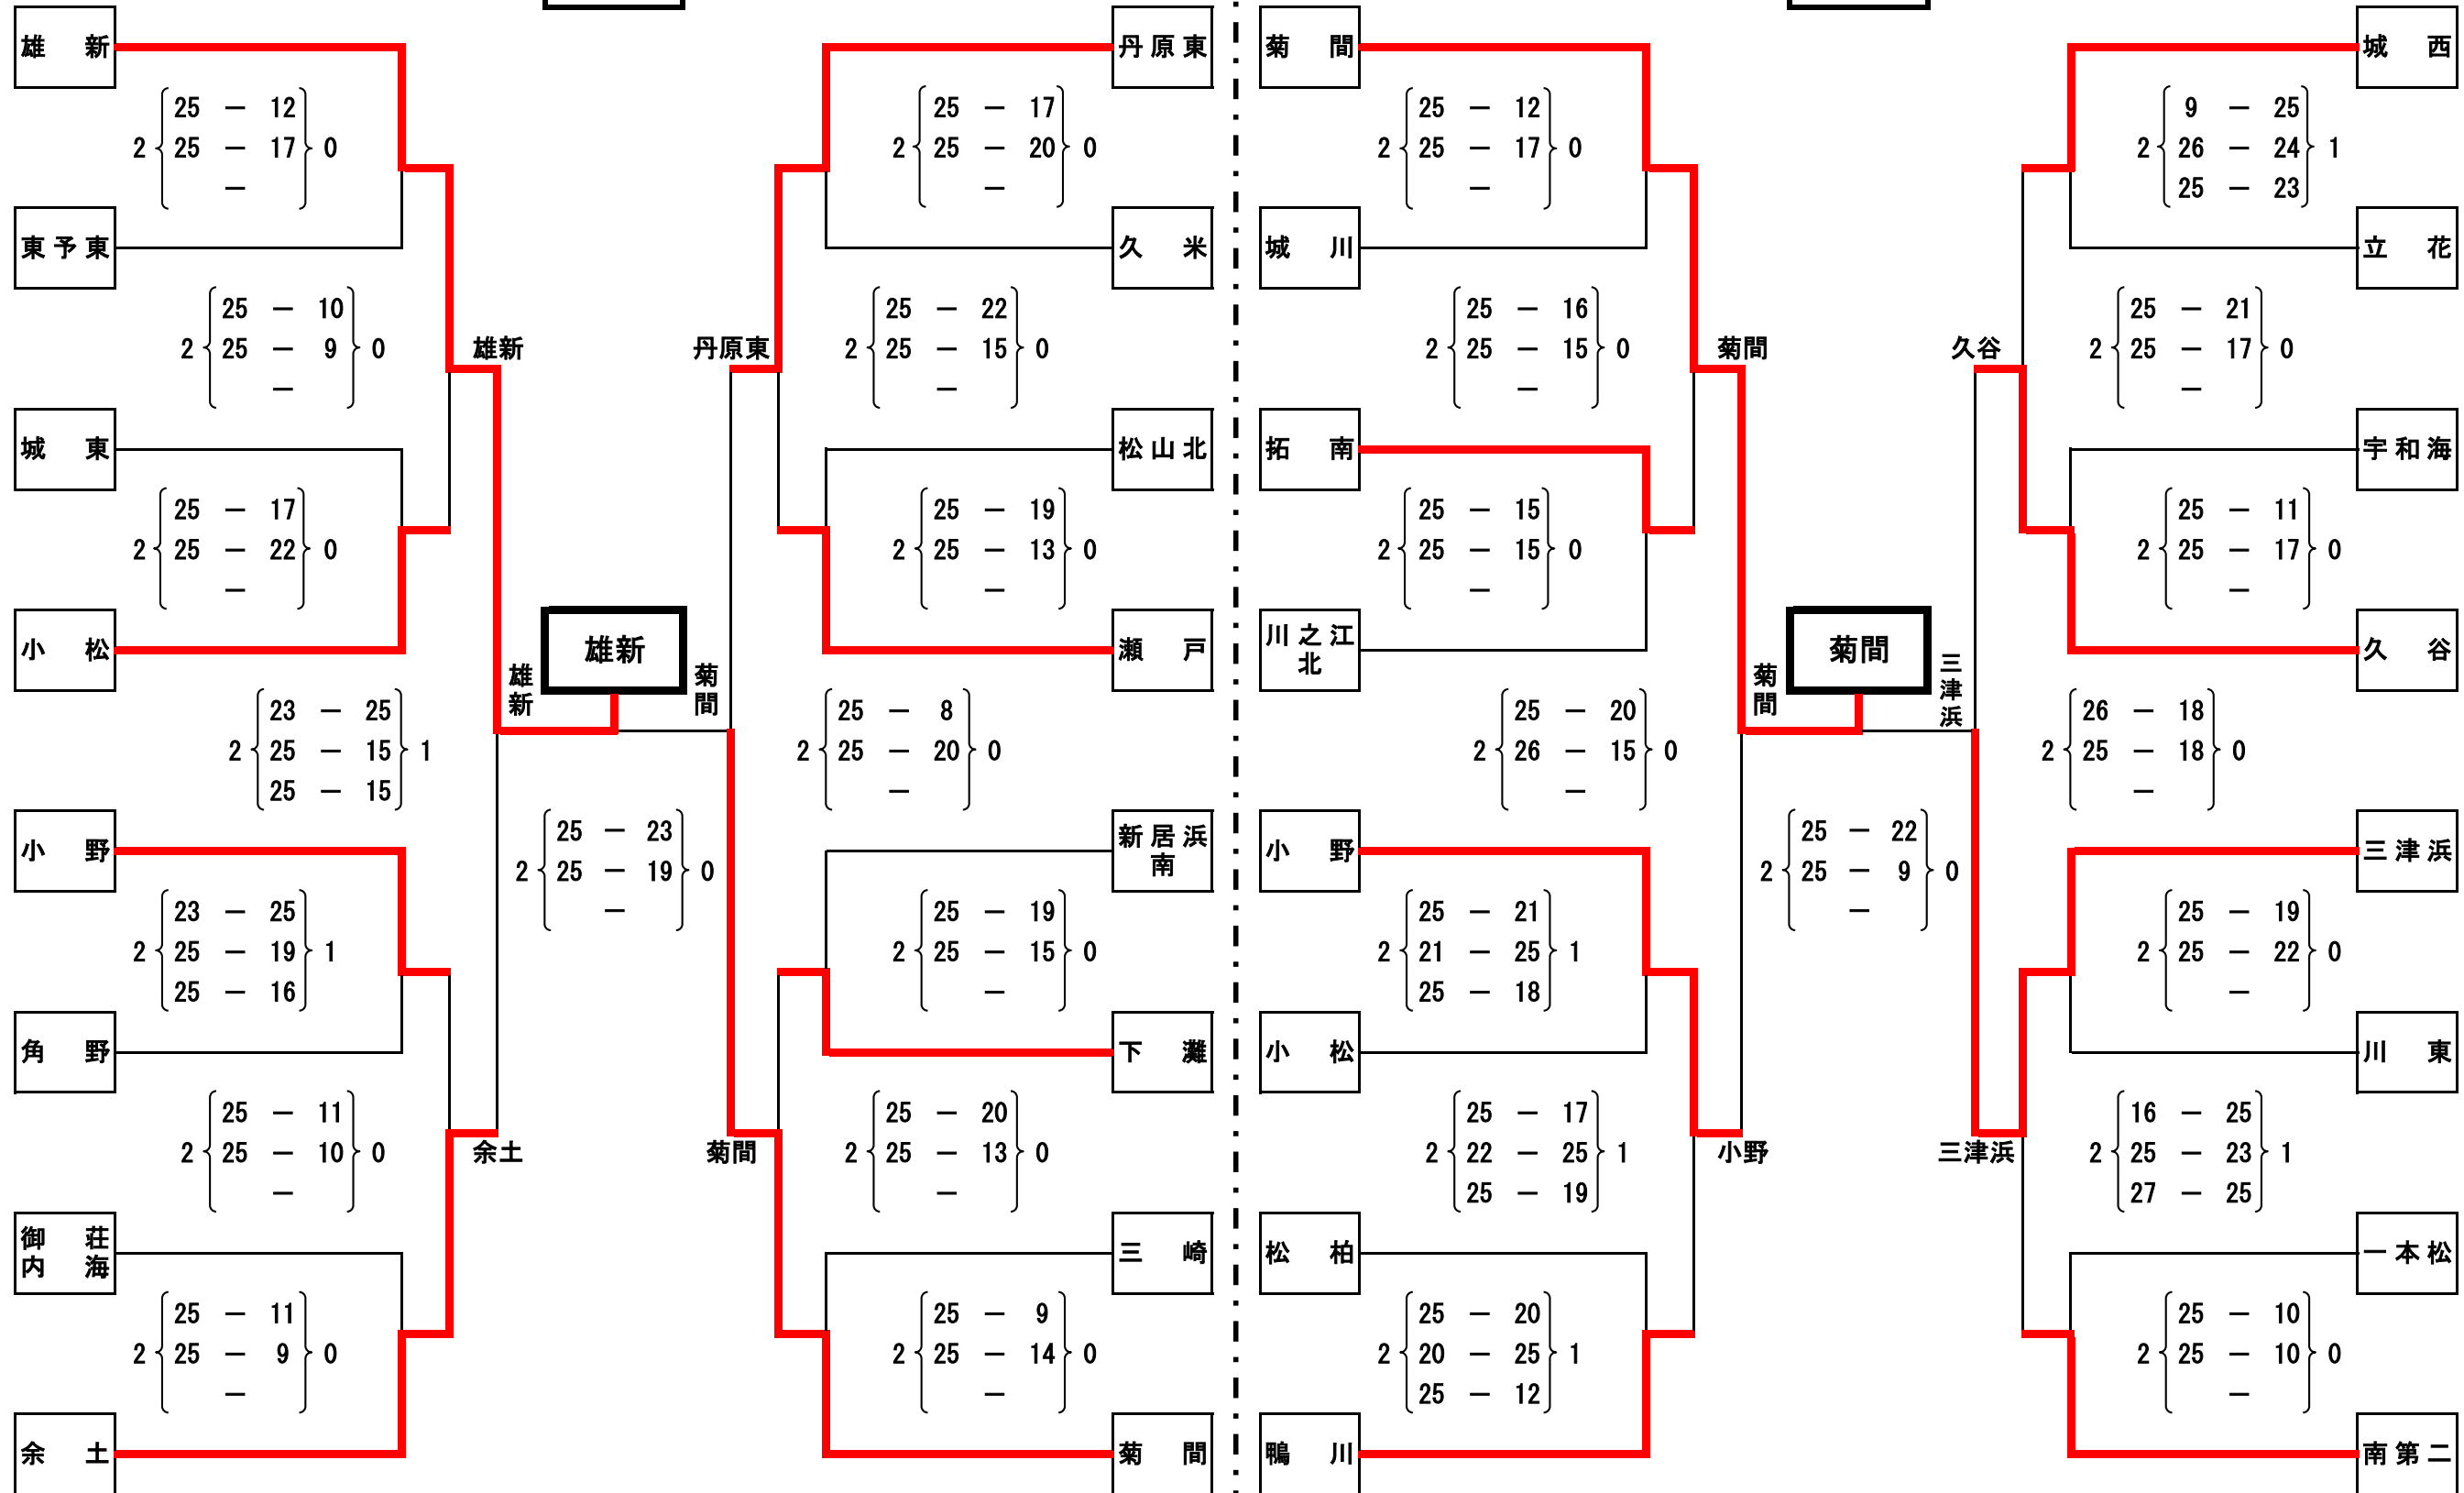 雄新 丹原東 菊間 城西
25 － 12 25 － 17 25 － 12 9 － 25
2 25 － 17 0 2 25 － 20 0 2 25 － 17 0 2 26 － 24 1
－ － － 25 － 23
東予東 久米 城川 立花
25 － 10 25 － 22 25 － 16 25 － 21
2 25 － 9 0 雄新 丹原東 2 25 － 15 0 2 25 － 15 0 菊間 久谷 2 25 － 17 0
－ － － －
城東 松山北 拓南 宇和海
25 － 17 25 － 19 25 － 15 25 － 11
2 25 － 22 0 2 25 － 13 0 2 25 － 15 0 2 25 － 17 0
－ － － －
小松 雄新 雄新 菊間 瀬戸 川之江北 菊間 菊間 三津浜 久谷
23 － 25 25 － 8 25 － 20 26 － 18
2 25 － 15 1 2 25 － 20 0 2 26 － 15 0 2 25 － 18 0
25 － 15 － － －
小野 25 － 23 新居浜南 小野 25 － 22 三津浜
2 25 － 19 0 2 25 － 9 0
－ －
23 － 25 25 － 19 25 － 21 25 － 19
2 25 － 19 1 2 25 － 15 0 2 21 － 25 1 2 25 － 22 0
25 － 16 － 25 － 18 －
角野 下灘 小松 川東
25 － 11 25 － 20 25 － 17 16 － 25
2 25 － 10 0 余土 菊間 2 25 － 13 0 2 22 － 25 1 小野 三津浜 2 25 － 23 1
－ － 25 － 19 27 － 25
御荘内海 三崎 松柏 一本松
25 － 11 25 － 9 25 － 20 25 － 10
2 25 － 9 0 2 25 － 14 0 2 20 － 25 1 2 25 － 10 0
－ － 25 － 12 －
余土 菊間 鴨川 南第二